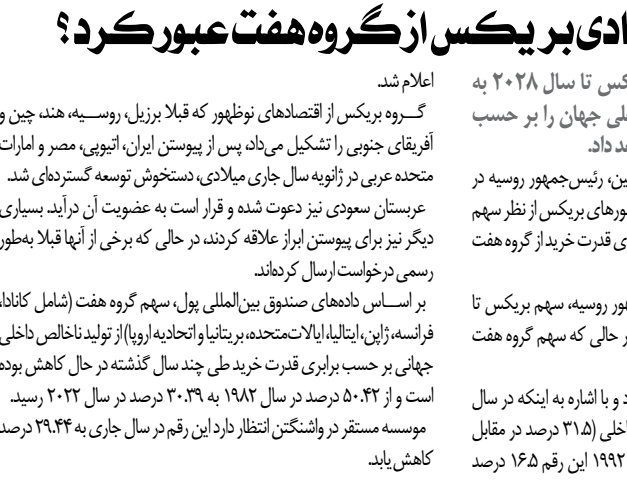 بریکس از گروه هفت عبور کرد؟
تا سال ۲۰۲۸ به
جهان را بر حسب
داد.
رئیس‌جمهور روسیه در
بریکس از نظر سهم
قدرت خرید از گروه هفت
روسیه، سهم بریکس تا
حالی که سهم گروه هفت
و با اشاره به اینکه در سال
(۳۱.۵ درصد در مقابل
۱۹۹۲ این رقم ۱۶.۵ درصد
اعلام شد.
گروه بریکس از اقتصادهای نوظهور که قبلا برزیل، روسیه، هند، چین و
آفریقای جنوبی را تشکیل می‌داد، پس از پیوستن ایران، اتیوپی، مصر و امارات
متحده عربی در ژانویه سال جاری میلادی، دستخوش توسعه گسترده‌ای شد.
عربستان سعودی نیز دعوت شده و قرار است به عضویت آن درآید. بسیاری
دیگر نیز برای پیوستن ابراز علاقه کردند، در حالی که برخی از آنها قبلا به‌طور
رسمی درخواست ارسال کرده‌اند.
بر اساس داده‌های صندوق بین‌المللی پول، سهم گروه هفت (شامل کانادا،
فرانسه، ژاپن، ایتالیا، ایالات‌متحده، بریتانیا و اتحادیه اروپا) از تولید ناخالص داخلی
جهانی بر حسب برابری قدرت خرید طی چند سال گذشته در حال کاهش بوده
است و از ۵۰.۴۲ درصد در سال ۱۹۸۲ به ۳۰.۳۹ درصد در سال ۲۰۲۲ رسید.
موسسه مستقر در واشنگتن انتظار دارد این رقم در سال جاری به ۲۹.۴۴ درصد
کاهش یابد.